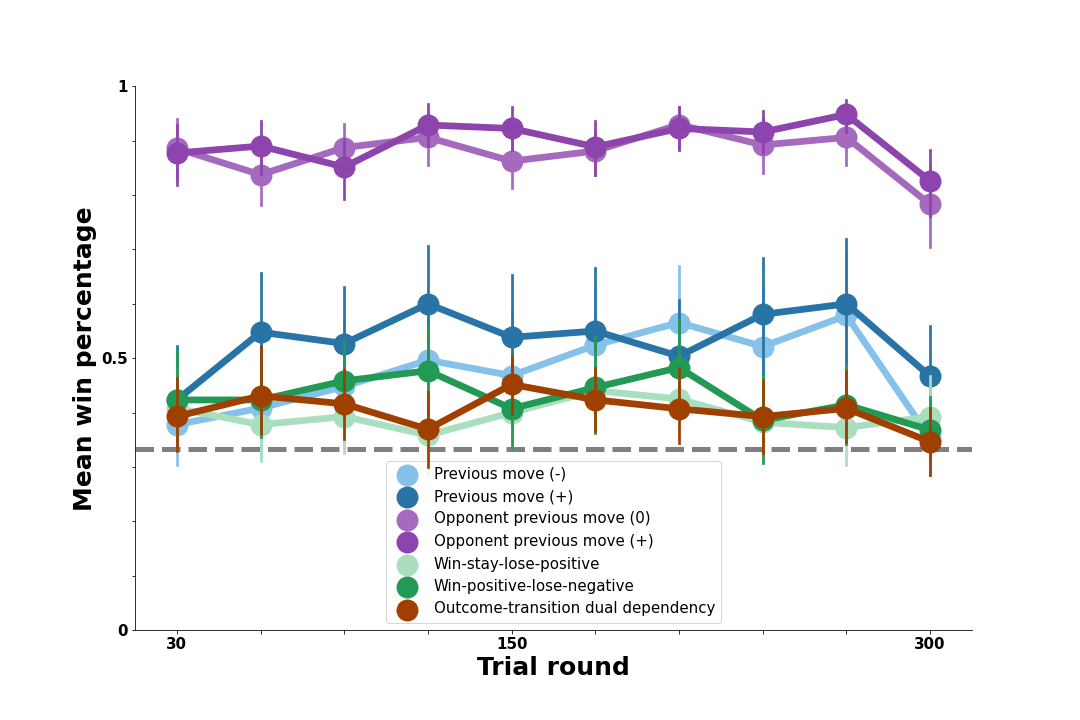 1
0.5
0
Mean win percentage
Previous move (-)
Previous move (+)
Opponent previous move (0)
Opponent previous move (+)
Win-stay-lose-positive
Win-positive-lose-negative
Outcome-transition dual dependency
30 150 300
Trial round